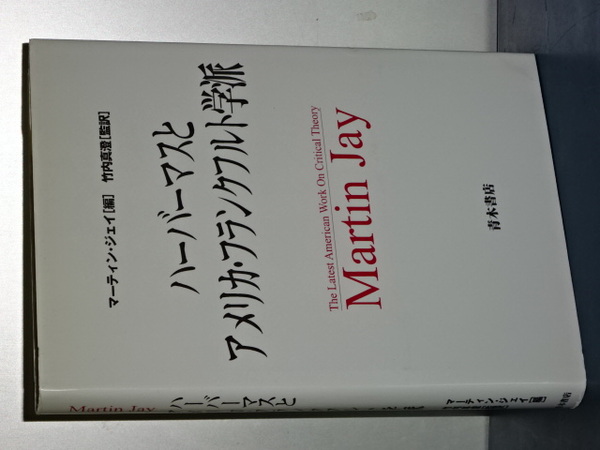 マーティン・ジェイ[編] 竹内真澄[監訳]
ハーバーマスと
アメリカ・フランクフルト学派
The Latest American Work On Critical Theory
Martin Jay
青木書店
Martin Jay
ハーバーマスと
マーティン・ジェイ[編]